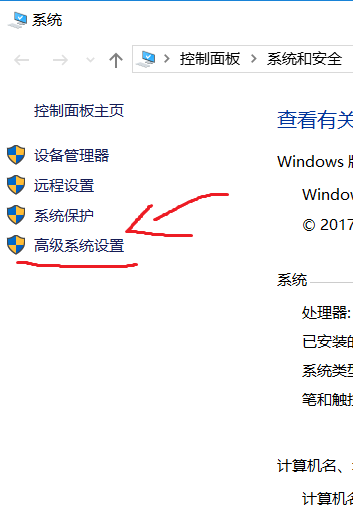 系统
控制面板 系统和安全
控制面板主页
设备管理器
远程设置
系统保护
高级系统设置
查看有关
Windows
Window
© 2017
系统
处理器:
已安装的
系统类型
笔和触
计算机名、
计算机名